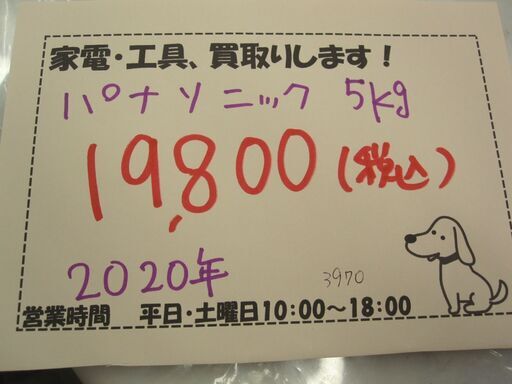 家電・工具、買取りします！
パナソニック 5kg
19,800(税込)
2020年
3970
営業時間 平日・土曜日10:00〜18:00